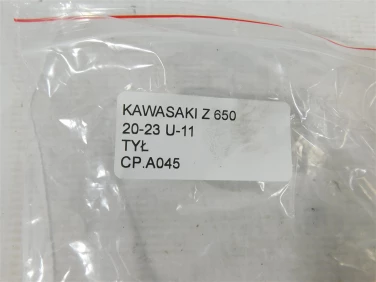 KAWASAKI Z 650
20-23 U-11
TYŁ
CP.A045